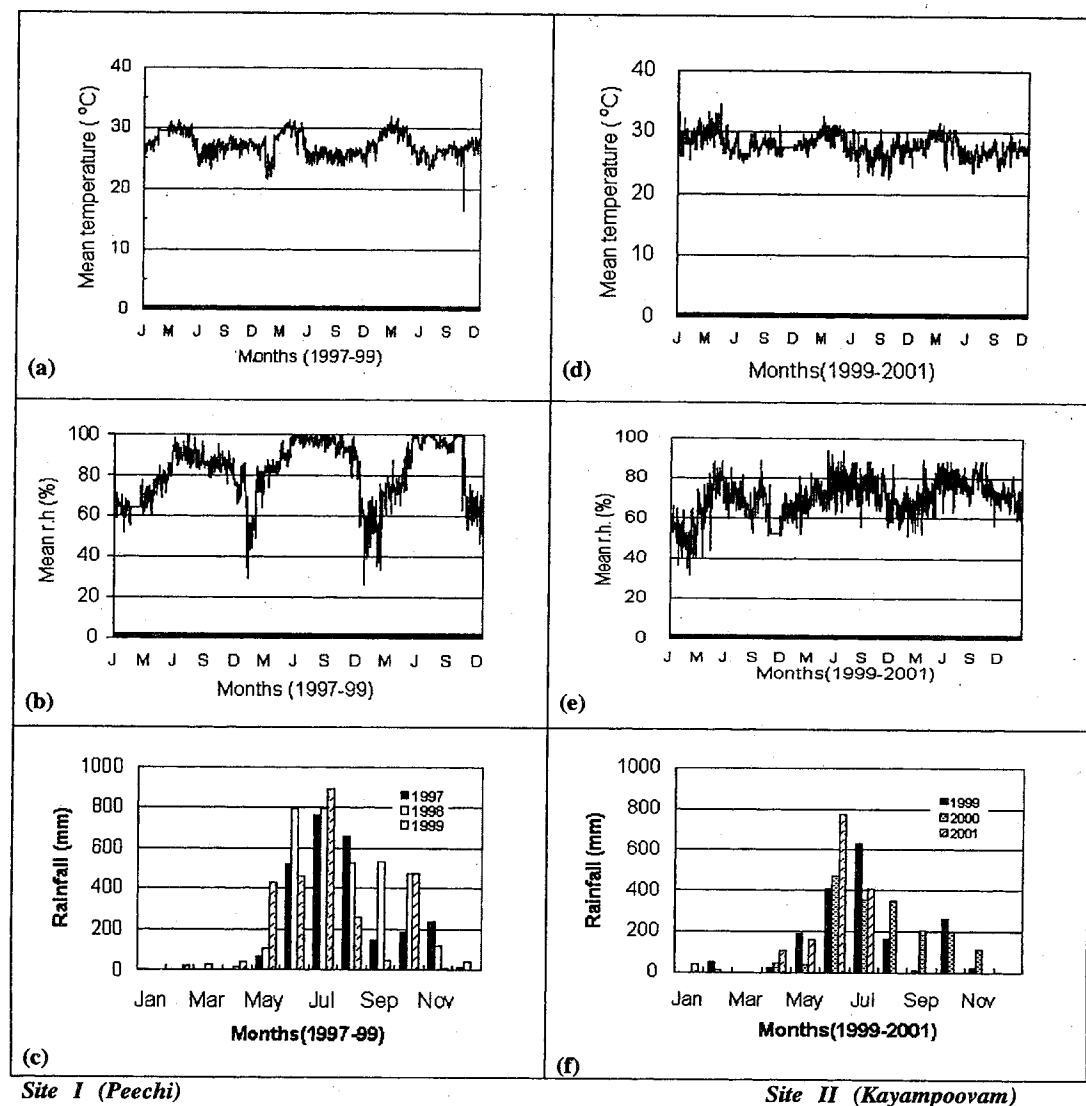 40
30
20
10
0
Mean temperature (°C)
J M J S D M J S D M J S D
Months (1997-99)
(a)
40
30
20
10
0
Mean temperature (°C)
J M J S D M J S D M J S D
Months(1999-2001)
(d)
100
80
60
40
20
0
Mean r.h (%)
J M J S D M J S D M J S D
Months (1997-99)
(b)
100
80
60
40
20
0
Mean r.h. (%)
J M J S D M J S D M J S D
Months(1999-2001)
(e)
1000
800
600
400
200
0
Rainfall (mm)
1997
1998
1999
Jan Mar May Jul Sep Nov
Months(1997-99)
(c)
1000
800
600
400
200
0
Rainfall (mm)
1999
2000
2001
Jan Mar May Jul Sep Nov
Months(1999-2001)
(f)
Site I (Peechi)
Site II (Kayampoovam)